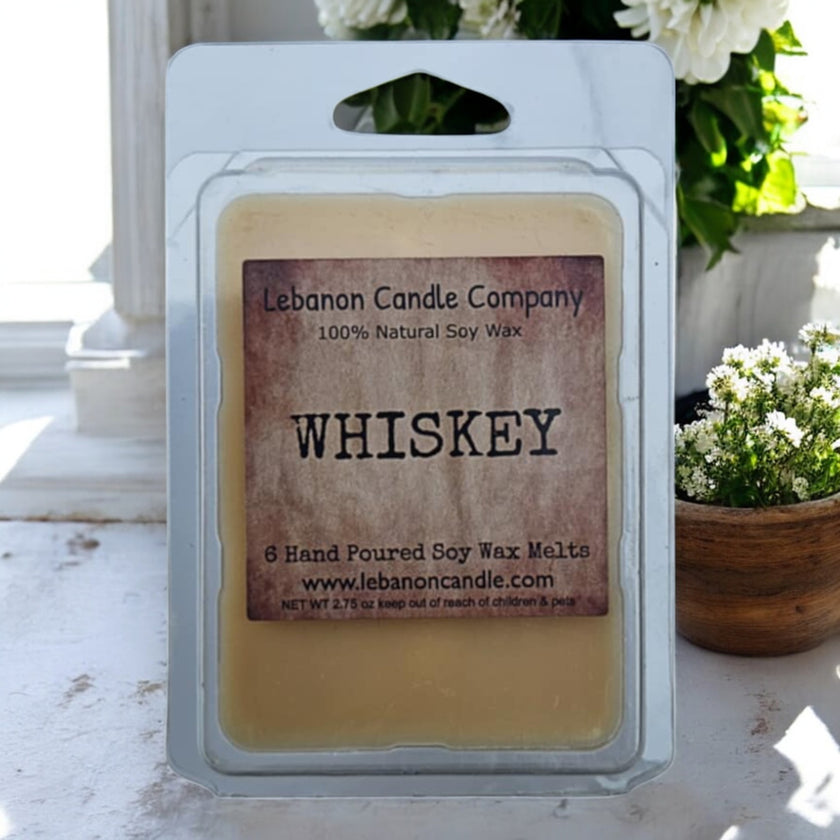 Lebanon Candle Company
100% Natural Soy Wax
WHISKEY
6 Hand Poured Soy Wax Melts
www.lebanoncandle.com
NET WT 2.75 oz keep out of reach of children & pets